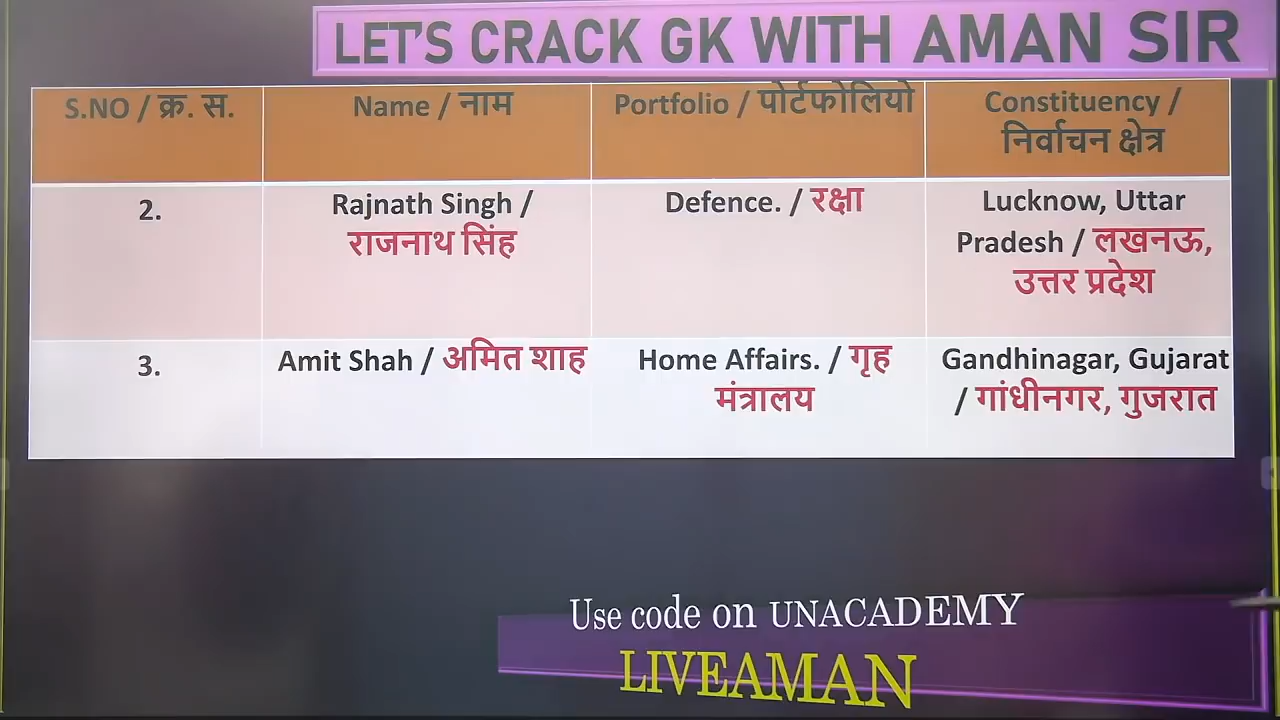 LET'S CRACK GK WITH AMAN SIR
S.NO / क्र. स.
Name / नाम
Portfolio / पोर्टफोलियो
Constituency /
निर्वाचन क्षेत्र
2.
Rajnath Singh /
राजनाथ सिंह
Defence. / रक्षा
Lucknow, Uttar
Pradesh / लखनऊ,
उत्तर प्रदेश
3.
Amit Shah / अमित शाह
Home Affairs. / गृह
मंत्रालय
Gandhinagar, Gujarat
/ गांधीनगर, गुजरात
Use code on UNACADEMY
LIVEAMAN